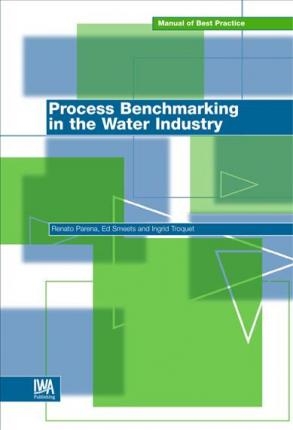 Manual of Best Practice
Process Benchmarking
in the Water Industry
Renato Parena, Ed Smeets and Ingrid Troquet
IWA
Publishing